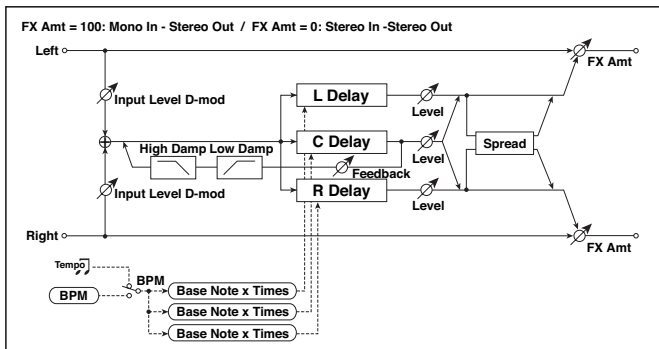 FX Amt = 100: Mono In - Stereo Out / FX Amt = 0: Stereo In -Stereo Out
Left
FX Amt
Input Level D-mod
L Delay
Level
High Damp Low Damp
C Delay
Level
Spread
Feedback
Input Level D-mod
R Delay
Level
Right
FX Amt
Tempo
BPM
BPM
Base Note x Times
Base Note x Times
Base Note x Times